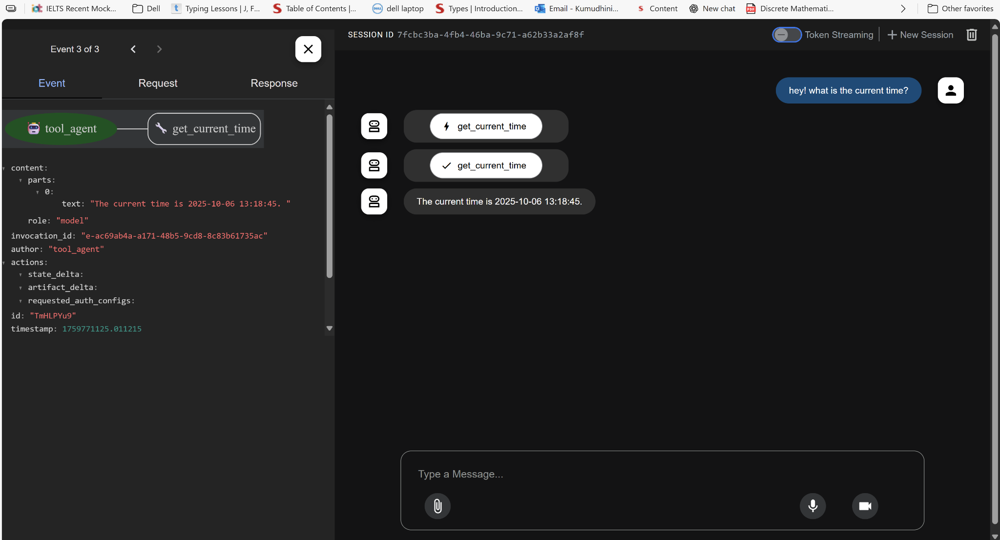 IELTS Recent Mock...
Dell
Typing Lessons | J, F...
Table of Contents |...
dell laptop
Types | Introduction...
Email - Kumudhini...
Content
New chat
Discrete Mathemati...
Other favorites
Event 3 of 3
SESSION ID 7fcbc3ba-4fb4-46ba-9c71-a62b33a2af8f
Token Streaming
New Session
Event
Request
Response
hey! what is the current time?
tool_agent
get_current_time
get_current_time
get_current_time
The current time is 2025-10-06 13:18:45.
content:
parts:
0:
text: "The current time is 2025-10-06 13:18:45. "
role: "model"
invocation_id: "e-ac69ab4a-a171-48b5-9cd8-8c83b61735ac"
author: "tool_agent"
actions:
state_delta:
artifact_delta:
requested_auth_configs:
id: "TmHLPYu9"
timestamp: 1759771125.011215
Type a Message...